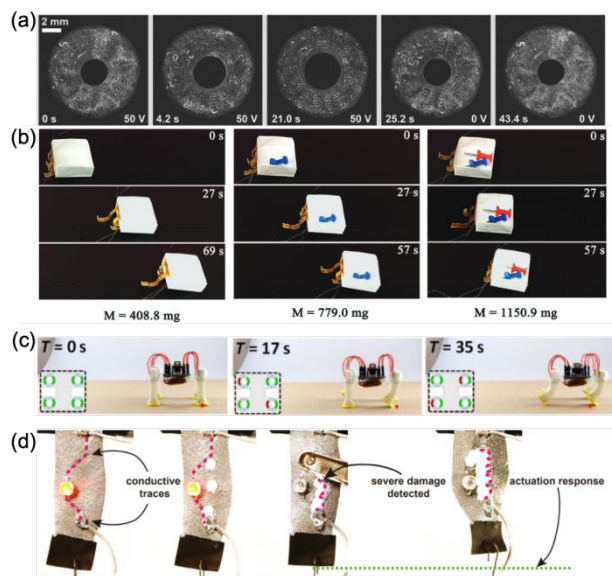 (a)
2 mm
0 s
50 V
4.2 s
50 V
21.0 s
50 V
25.2 s
0 V
43.4 s
0 V
(b)
0 s
0 s
0 s
27 s
27 s
27 s
69 s
57 s
57 s
M = 408.8 mg
M = 779.0 mg
M = 1150.9 mg
(c)
T = 0 s
T = 17 s
T = 35 s
(d)
conductive
traces
severe damage
detected
actuation response